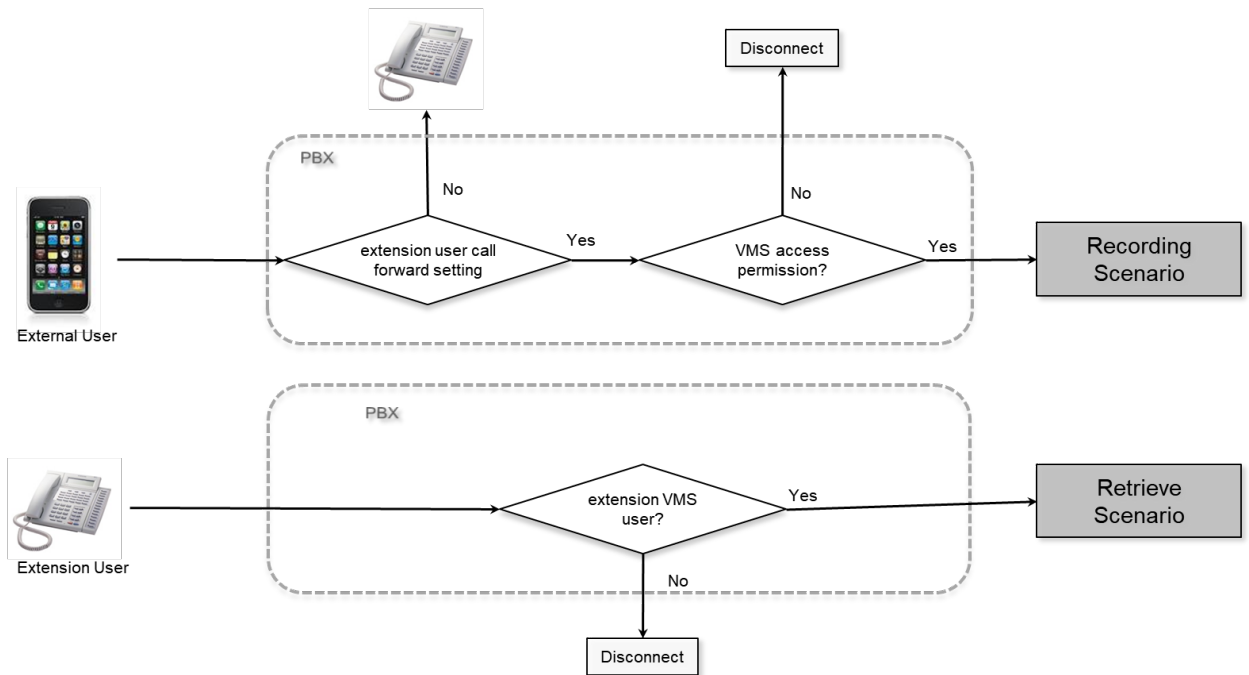 Disconnect
PBX
No
No
extension user call
forward setting
Yes
VMS access
permission?
Yes
Recording
Scenario
External User
PBX
extension VMS
user?
Yes
Retrieve
Scenario
Extension User
No
Disconnect